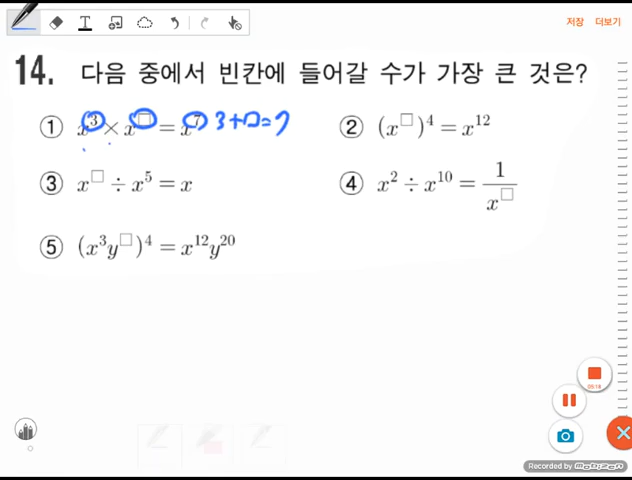 저장 더보기
14. 다음 중에서 빈칸에 들어갈 수가 가장 큰 것은?
① x³ × x^□ = x⁷ 3+□=7
② (x^□)⁴ = x¹²
③ x^□ ÷ x⁵ = x
④ x² ÷ x¹⁰ = 1/x^□
⑤ (x³y^□)⁴ = x¹²y²⁰
Recorded by MOBIZEN